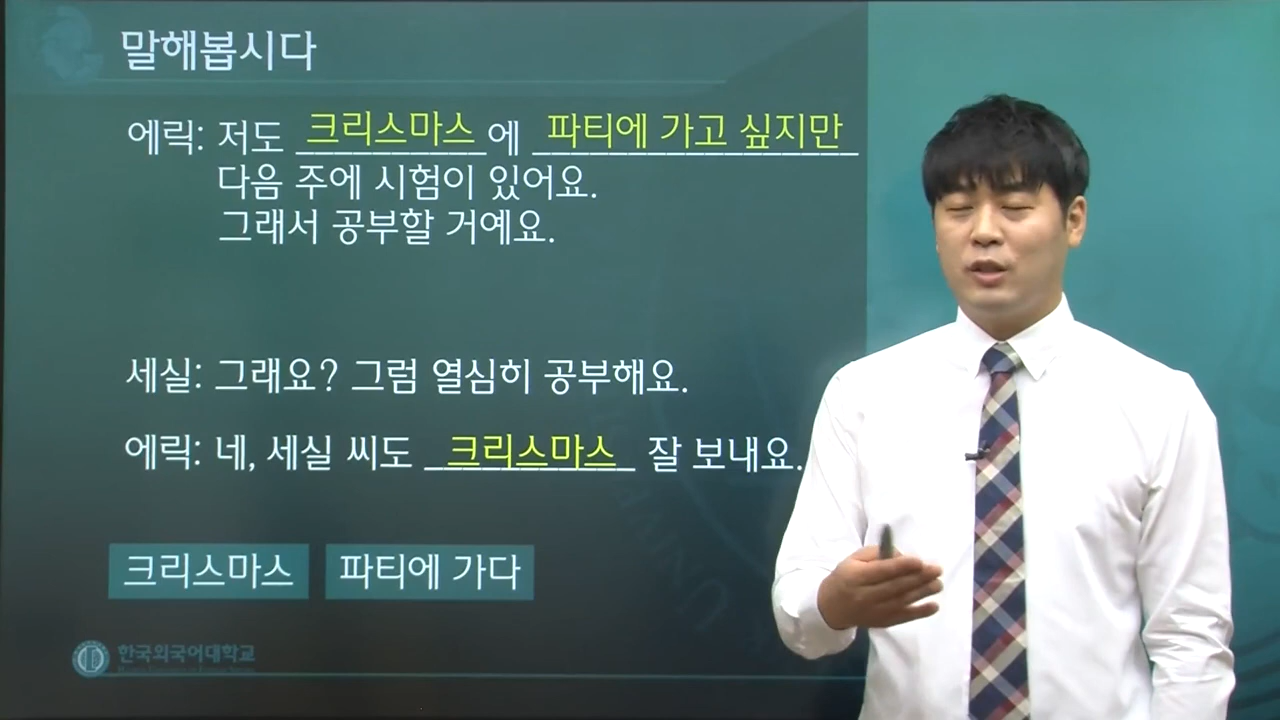 말해봅시다
에릭: 저도 크리스마스에 파티에 가고 싶지만
다음 주에 시험이 있어요.
그래서 공부할 거예요.
세실: 그래요? 그럼 열심히 공부해요.
에릭: 네, 세실 씨도 크리스마스 잘 보내요.
크리스마스 파티에 가다
한국외국어대학교